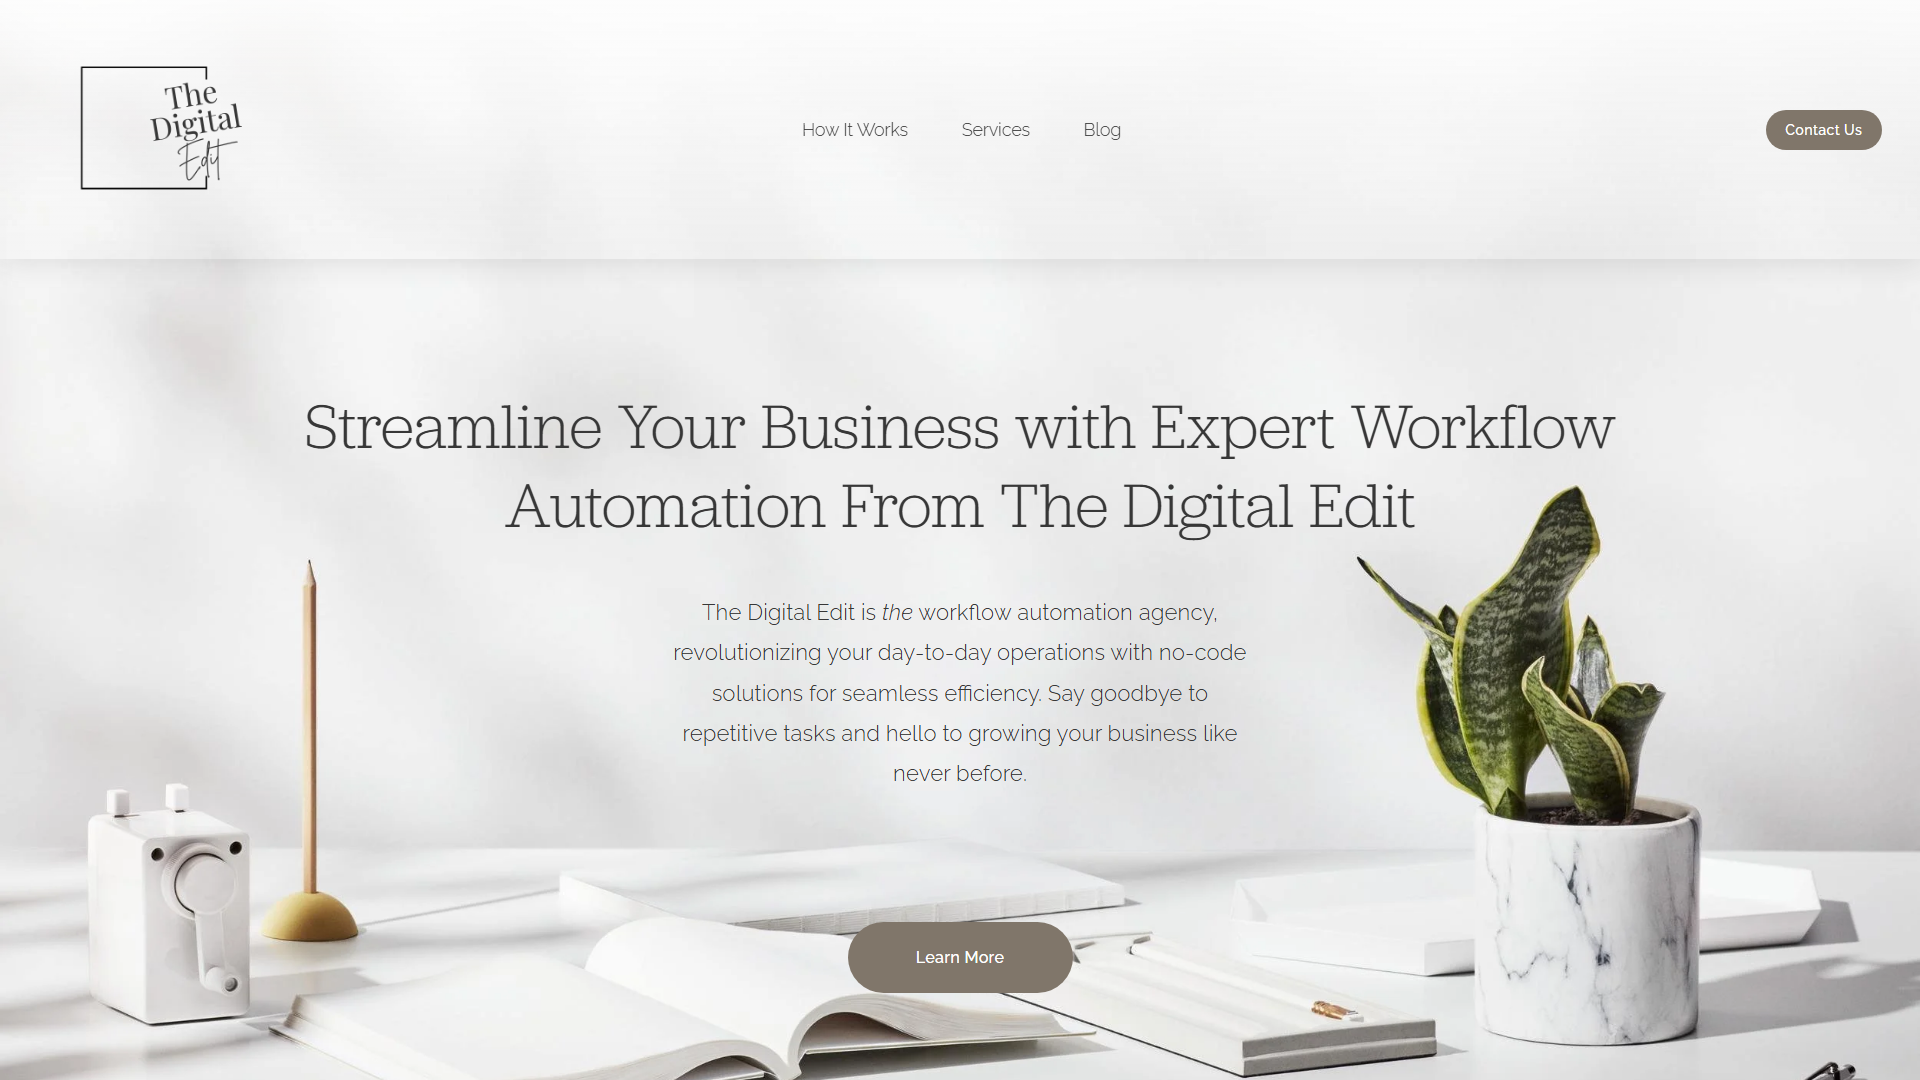 The
Digital
Edit
How It Works
Services
Blog
Contact Us
Streamline Your Business with Expert Workflow
Automation From The Digital Edit
The Digital Edit is the workflow automation agency,
revolutionizing your day-to-day operations with no-code
solutions for seamless efficiency. Say goodbye to
repetitive tasks and hello to growing your business like
never before.
Learn More